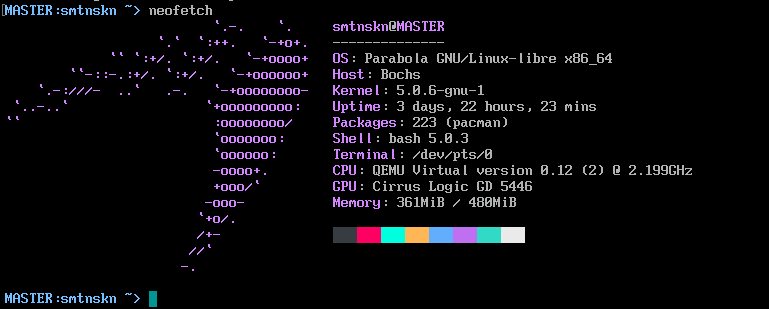 MASTER:smtnskn ~> neofetch
smtnskn@MASTER
--------------
OS: Parabola GNU/Linux-libre x86_64
Host: Bochs
Kernel: 5.0.6-gnu-1
Uptime: 3 days, 22 hours, 23 mins
Packages: 223 (pacman)
Shell: bash 5.0.3
Terminal: /dev/pts/0
CPU: QEMU Virtual version 0.12 (2) @ 2.199GHz
GPU: Cirrus Logic GD 5446
Memory: 361MiB / 480MiB
MASTER:smtnskn ~>